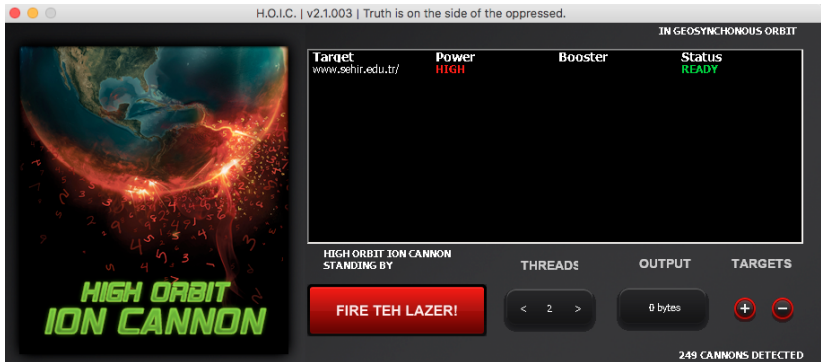 H.O.I.C. | v2.1.003 | Truth is on the side of the oppressed.
IN GEOSYNCHONOUS ORBIT
Target Power Booster Status
www.sehir.edu.tr/ HIGH READY
HIGH ORBIT
ION CANNON
HIGH ORBIT ION CANNON
STANDING BY
THREADS
OUTPUT
TARGETS
FIRE TEH LAZER!
< 2 >
0 bytes
+ −
249 CANNONS DETECTED